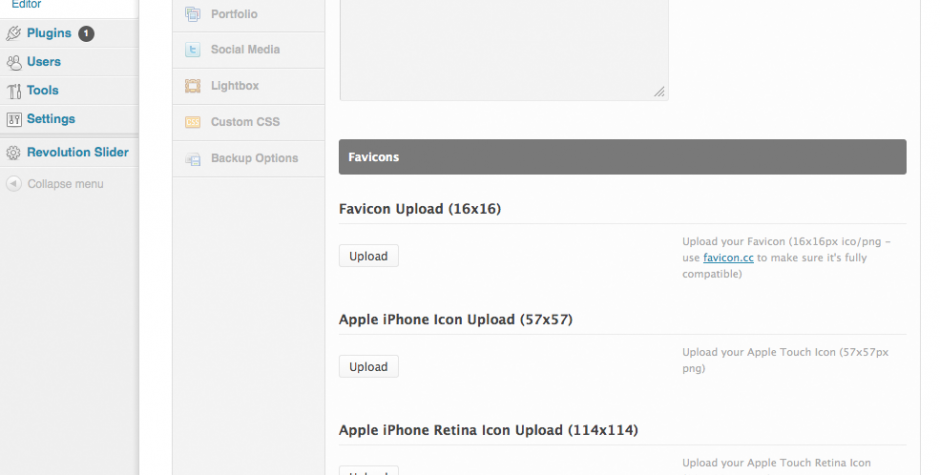 Editor
Plugins 1
Users
Tools
Settings
Revolution Slider
Collapse menu
Portfolio
Social Media
Lightbox
Custom CSS
Backup Options
Favicons
Favicon Upload (16x16)
Upload
Upload your Favicon (16x16px ico/png -
use favicon.cc to make sure it's fully
compatible)
Apple iPhone Icon Upload (57x57)
Upload
Upload your Apple Touch Icon (57x57px
png)
Apple iPhone Retina Icon Upload (114x114)
Upload
Upload your Apple Touch Retina Icon